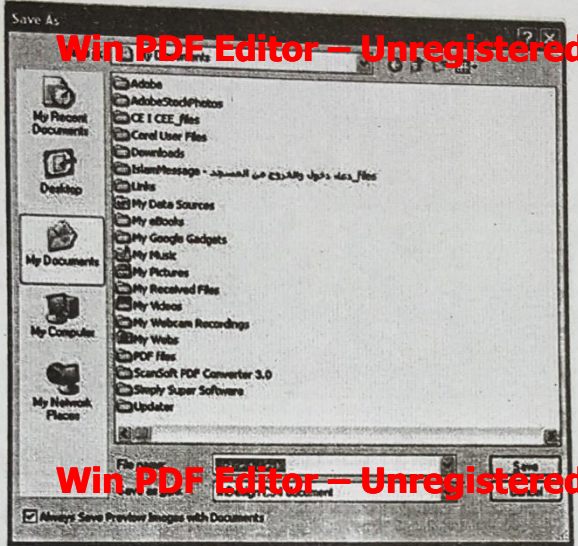 Save As
Win PDF Editor — Unregistered
My Documents
Adobe
AdobeStockPhotos
CE I CEE_files
Corel User Files
Downloads
IslamMessage - دعاء دخول والخروج من المسجد_files
Links
My Data Sources
My eBooks
My Google Gadgets
My Music
My Pictures
My Received Files
My Videos
My Webcam Recordings
My Webs
PDF files
ScanSoft PDF Converter 3.0
Simply Super Software
Updater
My Recent
Documents
Desktop
My Documents
My Computer
My Network
Places
File name:
Save
Win PDF Editor — Unregistered
Document
Always Save Preview Images with Documents